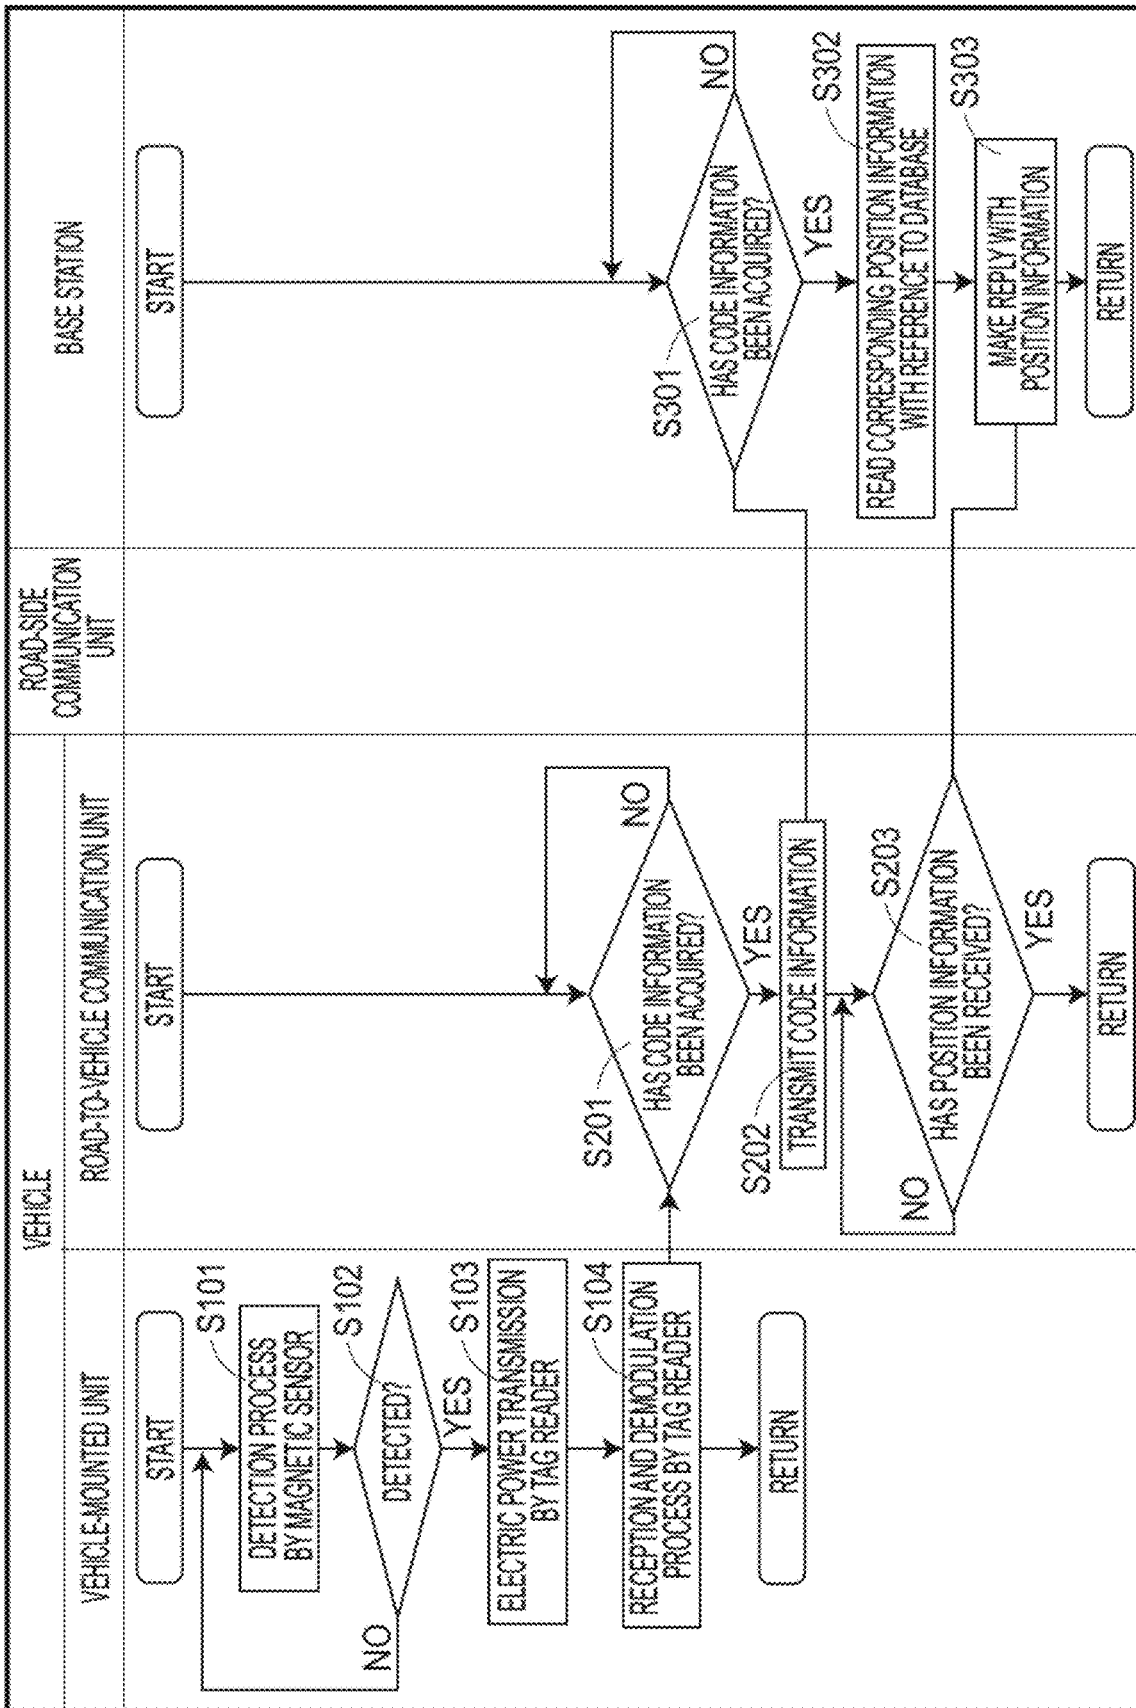 VEHICLE
VEHICLE-MOUNTED UNIT
ROAD-TO-VEHICLE COMMUNICATION UNIT
ROAD-SIDE
COMMUNICATION
UNIT
BASE STATION
START
S101
DETECTION PROCESS
BY MAGNETIC SENSOR
S102
DETECTED?
NO
YES
S103
ELECTRIC POWER TRANSMISSION
BY TAG READER
S104
RECEPTION AND DEMODULATION
PROCESS BY TAG READER
RETURN
START
S201
HAS CODE INFORMATION
BEEN ACQUIRED?
NO
YES
S202
TRANSMIT CODE INFORMATION
S203
HAS POSITION INFORMATION
BEEN RECEIVED?
NO
YES
RETURN
START
S301
HAS CODE INFORMATION
BEEN ACQUIRED?
NO
YES
S302
READ CORRESPONDING POSITION INFORMATION
WITH REFERENCE TO DATABASE
S303
MAKE REPLY WITH
POSITION INFORMATION
RETURN